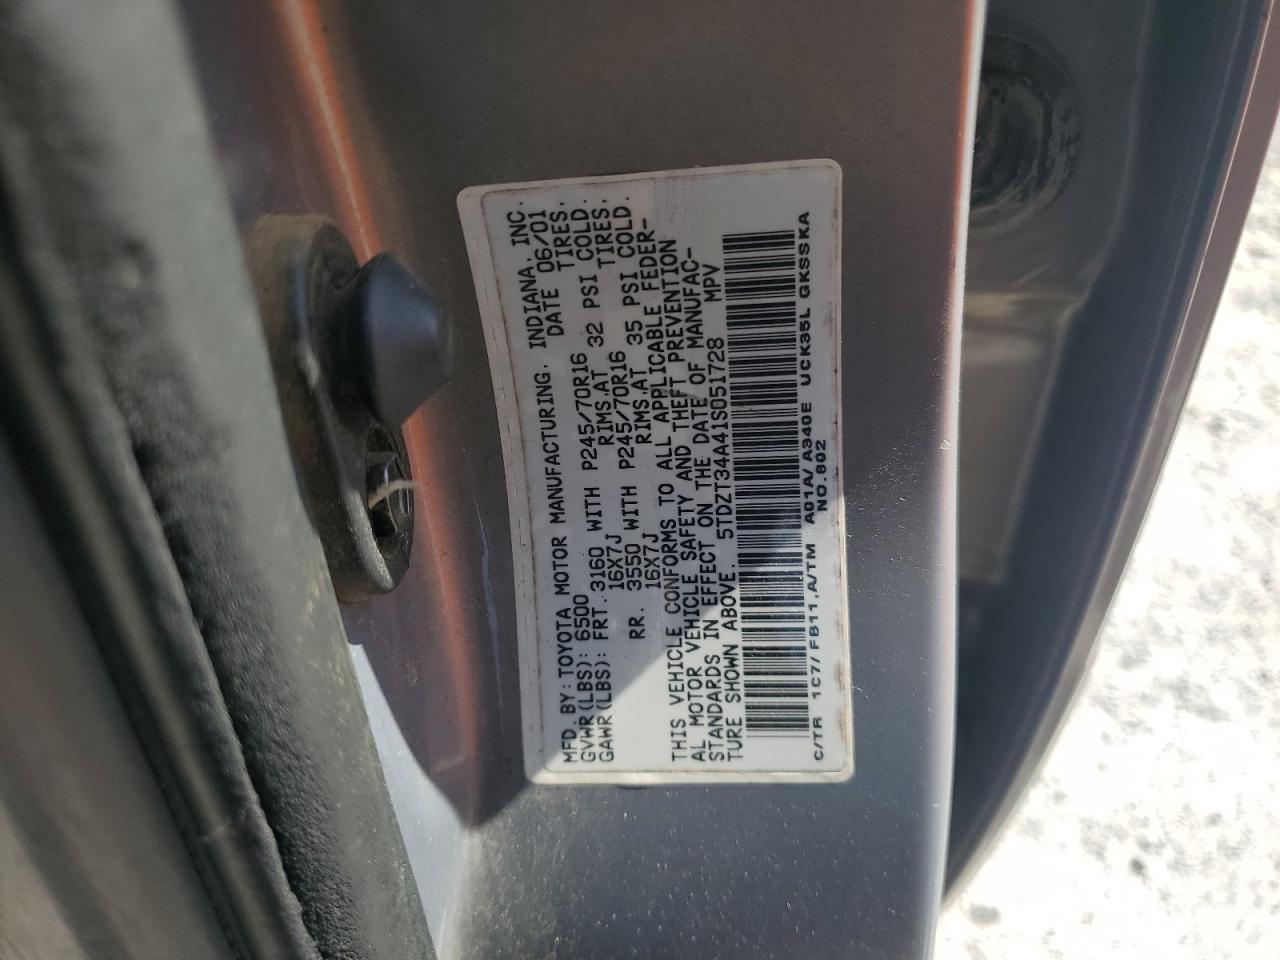 MFD. BY: TOYOTA MOTOR MANUFACTURING, INDIANA, INC.
GVWR(LBS): 6500 DATE 06/01
GAWR(LBS): FRT. 3160 WITH P245/70R16 TIRES,
16X7J RIMS,AT 32 PSI COLD.
RR. 3550 WITH P245/70R16 TIRES,
16X7J RIMS,AT 35 PSI COLD.
THIS VEHICLE CONFORMS TO ALL APPLICABLE FEDER-
AL MOTOR VEHICLE SAFETY AND THEFT PREVENTION
STANDARDS IN EFFECT ON THE DATE OF MANUFAC-
TURE SHOWN ABOVE. 5TDZT34A41S051728 MPV
C/TR 1C7/FB11,A/TM A01A/A340E UCK35L GKSSKA
NO.802